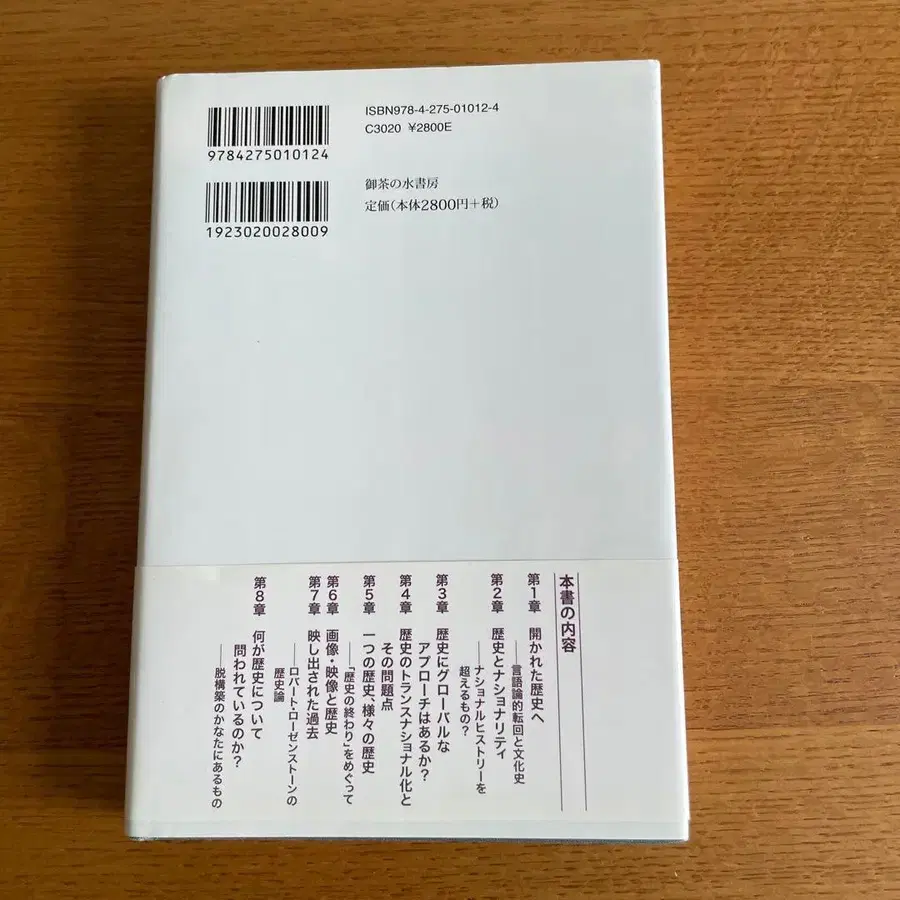 ISBN978-4-275-01012-4
C3020 ¥2800E
9784275010124
御茶の水書房
定価(本体2800円+税)
1923020028009
本書の内容
第1章 開かれた歴史へ
——言語論的転回と文化史
第2章 歴史とナショナリティ
——ナショナルヒストリーを
超えるもの?
第3章 歴史にグローバルな
アプローチはあるか?
第4章 歴史のトランスナショナル化と
その問題点
第5章 一つの歴史、様々の歴史
——「歴史の終わり」をめぐって
第6章 画像・映像と歴史
第7章 映し出された過去
——ロバート・ローゼンストーンの
歴史論
第8章 何が歴史について
問われているのか?
——脱構築のかなたにあるもの